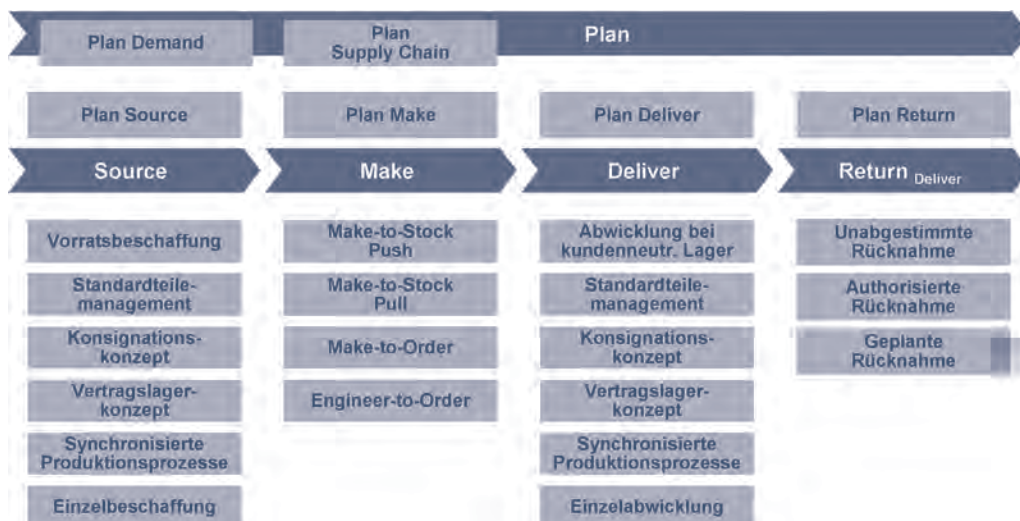 Plan Demand
Plan
Supply Chain
Plan
Plan Source
Plan Make
Plan Deliver
Plan Return
Source
Make
Deliver
Return Deliver
Vorratsbeschaffung
Standardteile-
management
Konsignations-
konzept
Vertragslager-
konzept
Synchronisierte
Produktionsprozesse
Einzelbeschaffung
Make-to-Stock
Push
Make-to-Stock
Pull
Make-to-Order
Engineer-to-Order
Abwicklung bei
kundenneutr. Lager
Standardteile-
management
Konsignations-
konzept
Vertragslager-
konzept
Synchronisierte
Produktionsprozesse
Einzelabwicklung
Unabgestimmte
Rücknahme
Authorisierte
Rücknahme
Geplante
Rücknahme